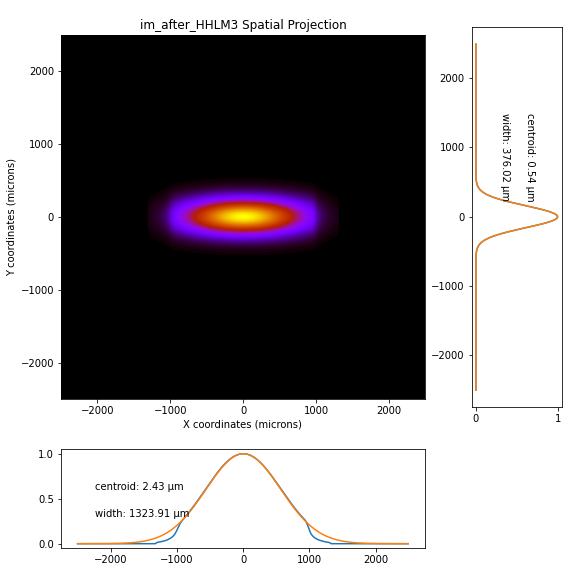 im_after_HHLM3 Spatial Projection
2000
1000
0
−1000
−2000
Y coordinates (microns)
−2000 −1000 0 1000 2000
X coordinates (microns)
2000
1000
0
−1000
−2000
0 1
centroid: 0.54 μm
width: 376.02 μm
1.0
0.5
0.0
centroid: 2.43 μm
width: 1323.91 μm
−2000 −1000 0 1000 2000